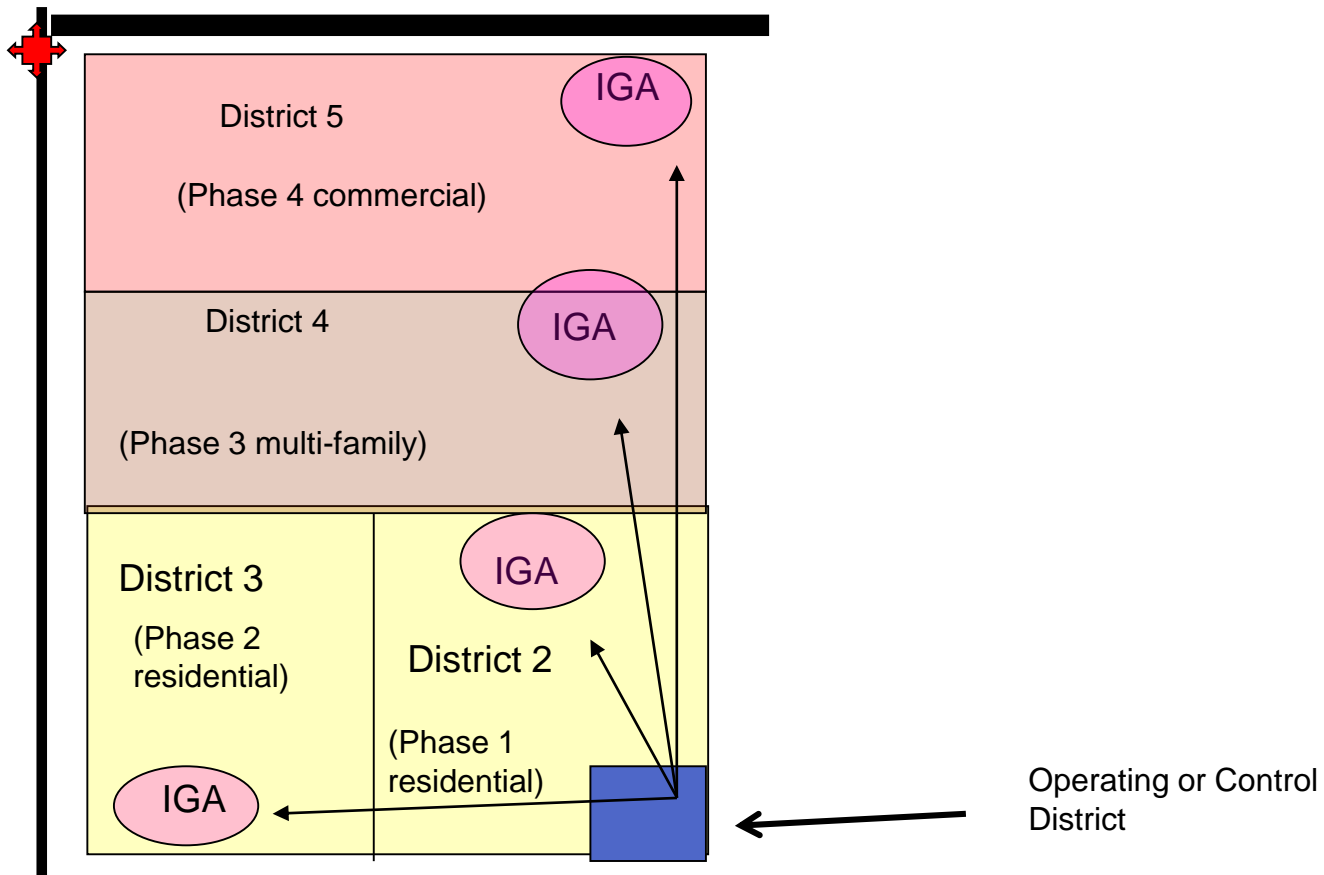 IGA
District 5
(Phase 4 commercial)
District 4
IGA
(Phase 3 multi-family)
IGA
District 3
(Phase 2
residential)
District 2
(Phase 1
residential)
IGA
Operating or Control
District